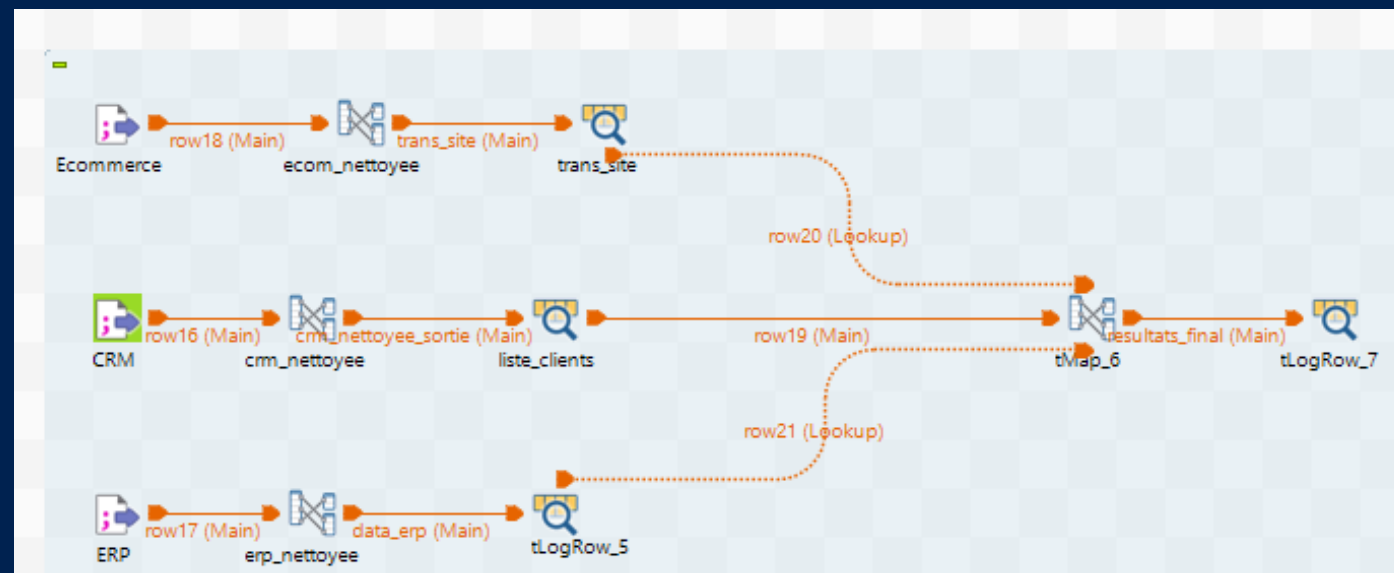 row18 (Main)
trans_site (Main)
Ecommerce
ecom_nettoyee
trans_site
row20 (Lookup)
row16 (Main)
crm_nettoyee_sortie (Main)
row19 (Main)
resultats_final (Main)
CRM
crm_nettoyee
liste_clients
tMap_6
tLogRow_7
row21 (Lookup)
row17 (Main)
data_erp (Main)
ERP
erp_nettoyee
tLogRow_5